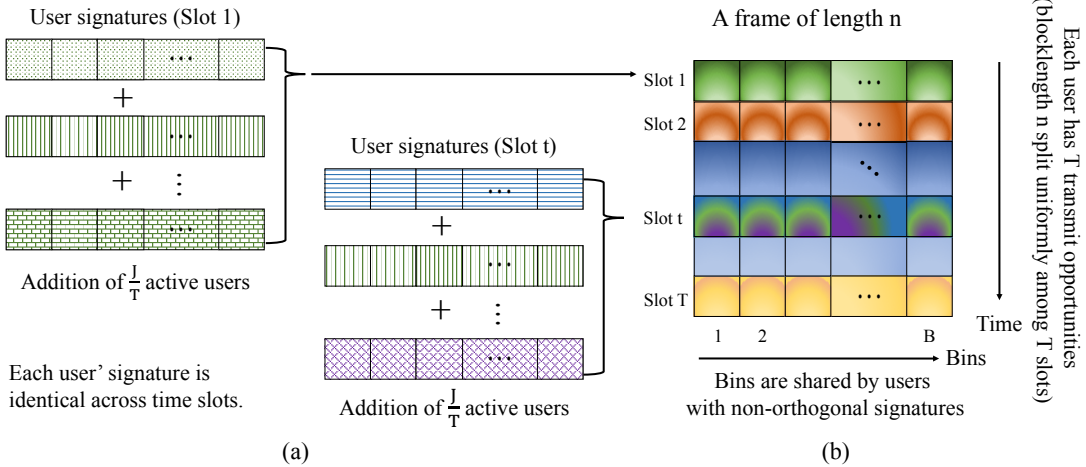 User signatures (Slot 1)
...
+
...
+
⋮
...
Addition of J/T active users
User signatures (Slot t)
...
+
...
+
⋮
...
Addition of J/T active users
Each user' signature is
identical across time slots.
(a)
A frame of length n
Slot 1
...
Slot 2
...
⋱
Slot t
...
Slot T
...
1 2 B
Time
Bins
Bins are shared by users
with non-orthogonal signatures
(b)
Each user has T transmit opportunities
(blocklength n split uniformly among T slots)